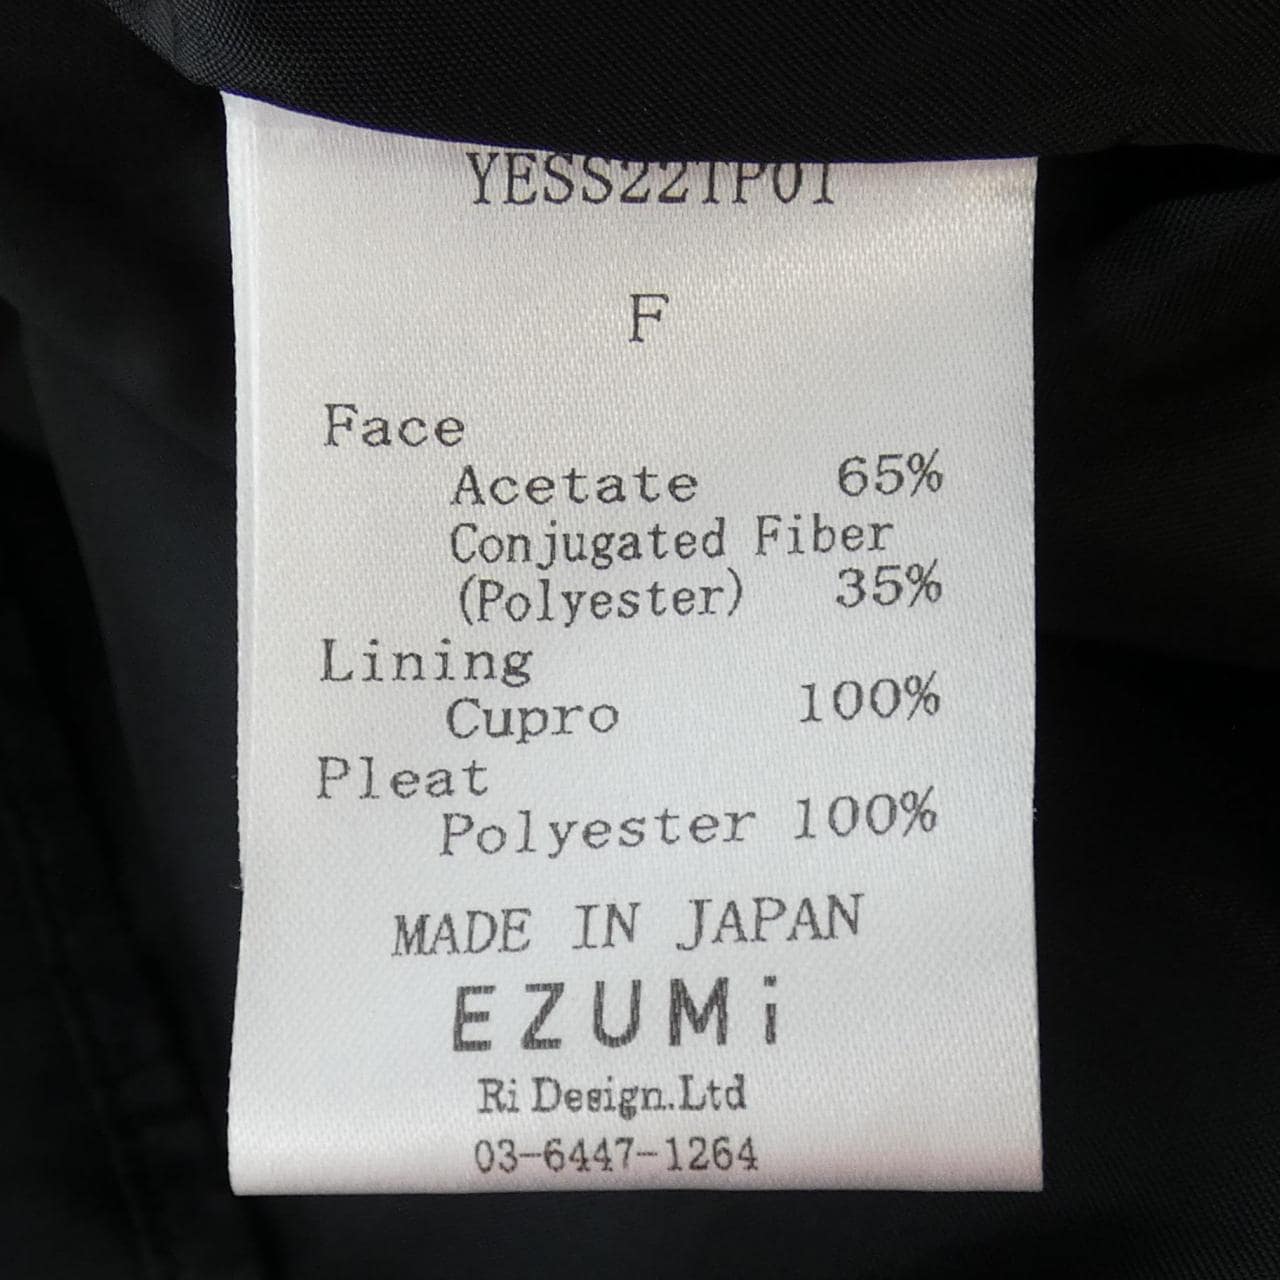 YESS22TP01
F
Face
Acetate 65%
Conjugated Fiber
(Polyester) 35%
Lining
Cupro 100%
Pleat
Polyester 100%
MADE IN JAPAN
EZUMi
Ri Design.Ltd
03-6447-1264